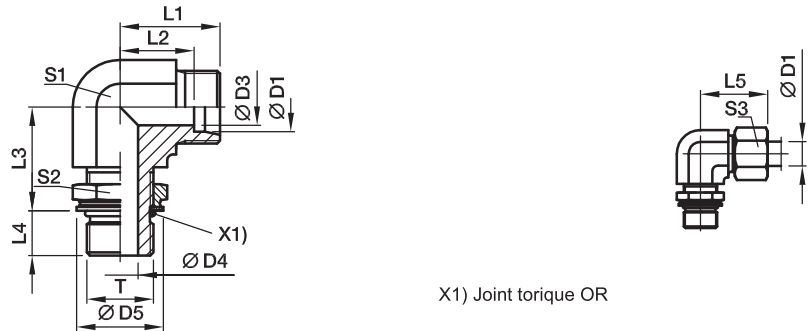 L1
L2
S1
Ø D3
Ø D1
L3
S2
L4
X1)
Ø D4
T
Ø D5
L5
S3
Ø D1
X1) Joint torique OR